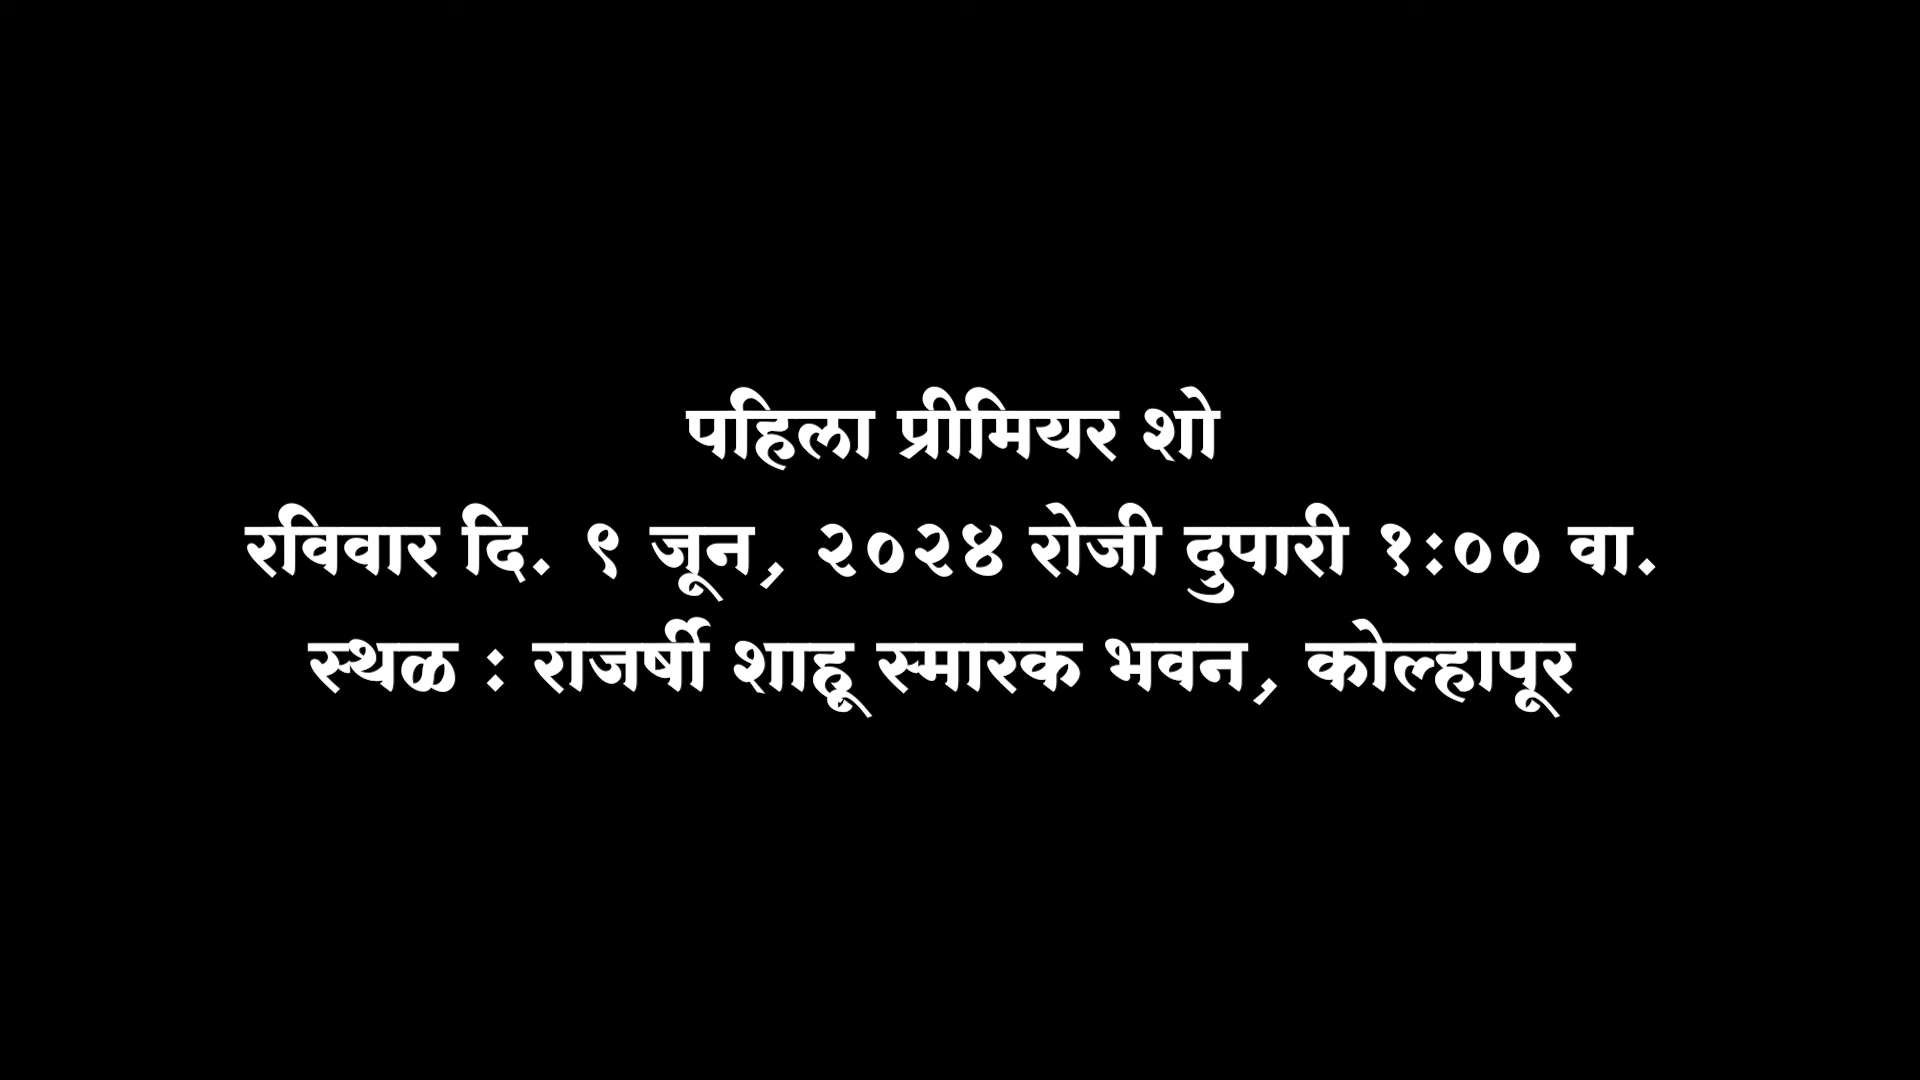 पहिला प्रीमियर शो
रविवार दि. ९ जून, २०२४ रोजी दुपारी १:०० वा.
स्थळ : राजर्षी शाहू स्मारक भवन, कोल्हापूर